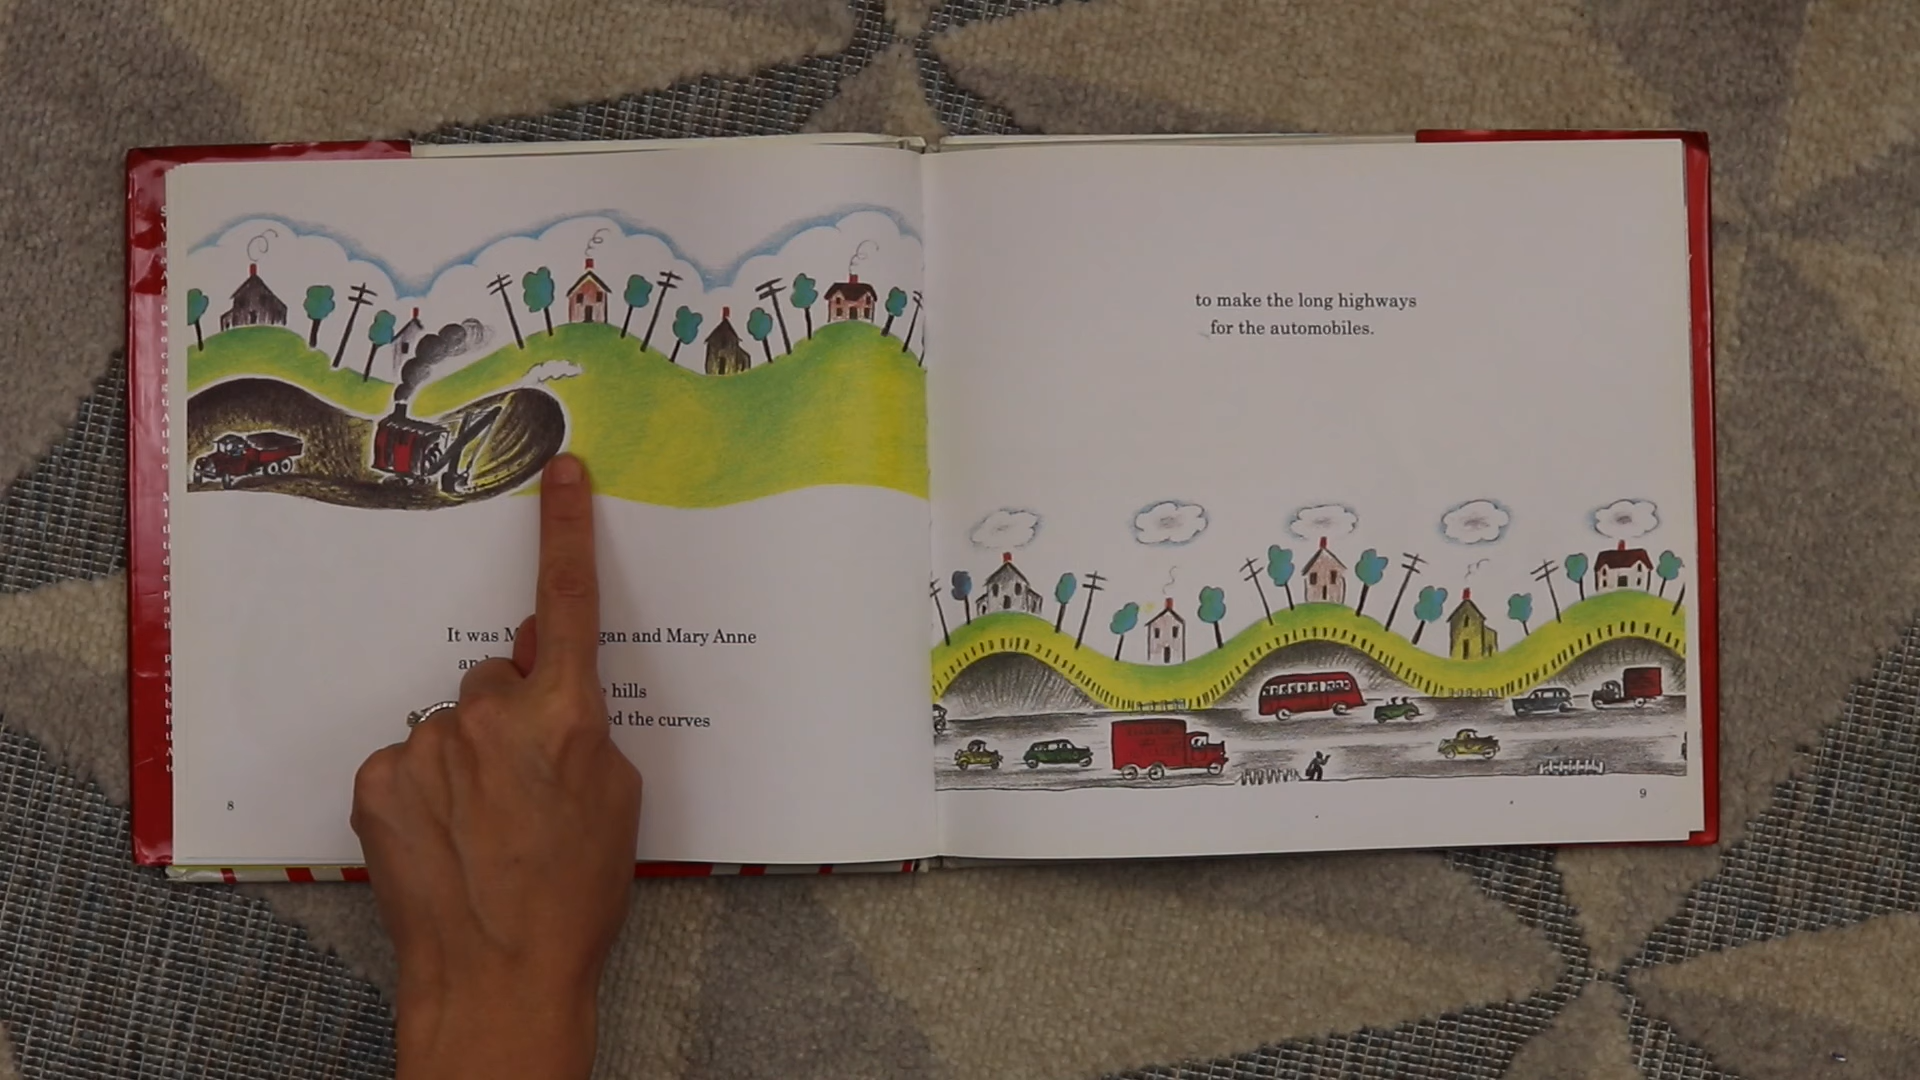 It was M gan and Mary Anne
an
e hills
ed the curves
8
to make the long highways
for the automobiles.
9